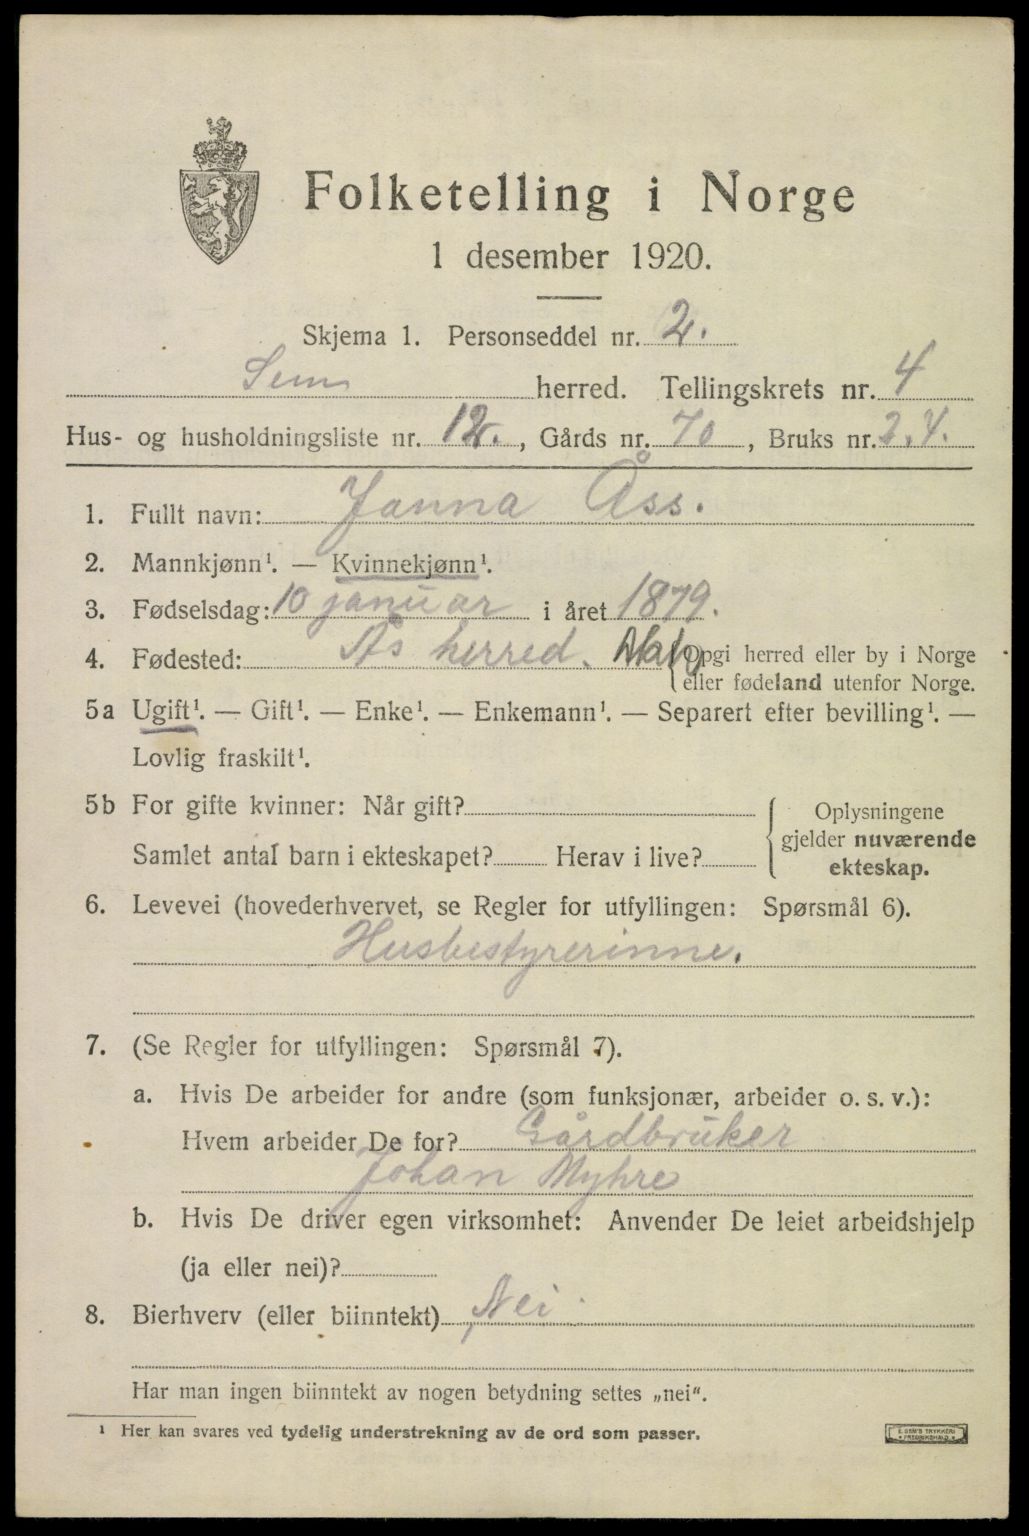 Folketelling i Norge
1 desember 1920.
Skjema 1. Personseddel nr. 2.
Sem herred. Tellingskrets nr. 4
Hus- og husholdningsliste nr. 12., Gårds nr. 70, Bruks nr. 2.4.
1. Fullt navn: Janna Åss.
2. Mannkjønn¹. — Kvinnekjønn¹.
3. Fødselsdag: 10 januar i året 1879.
4. Fødested: Ås herred. {Opgi herred eller by i Norge
eller fødeland utenfor Norge.
5a Ugift¹. — Gift¹. — Enke¹. — Enkemann¹. — Separert efter bevilling¹. —
Lovlig fraskilt¹.
5b For gifte kvinner: Når gift?
Samlet antal barn i ekteskapet? Herav i live?
{ Oplysningene
gjelder nuværende
ekteskap.
6. Levevei (hovederhvervet, se Regler for utfyllingen: Spørsmål 6).
Husbestyrerinne.
7. (Se Regler for utfyllingen: Spørsmål 7).
a. Hvis De arbeider for andre (som funksjonær, arbeider o. s. v.):
Hvem arbeider De for? Gårdbruker
Johan Myhre
b. Hvis De driver egen virksomhet: Anvender De leiet arbeidshjelp
(ja eller nei)?
8. Bierhverv (eller biinntekt) Nei.
Har man ingen biinntekt av nogen betydning settes „nei“.
¹ Her kan svares ved tydelig understrekning av de ord som passer.
E. SEM'S TRYKKERI
FREDRIKSHALD